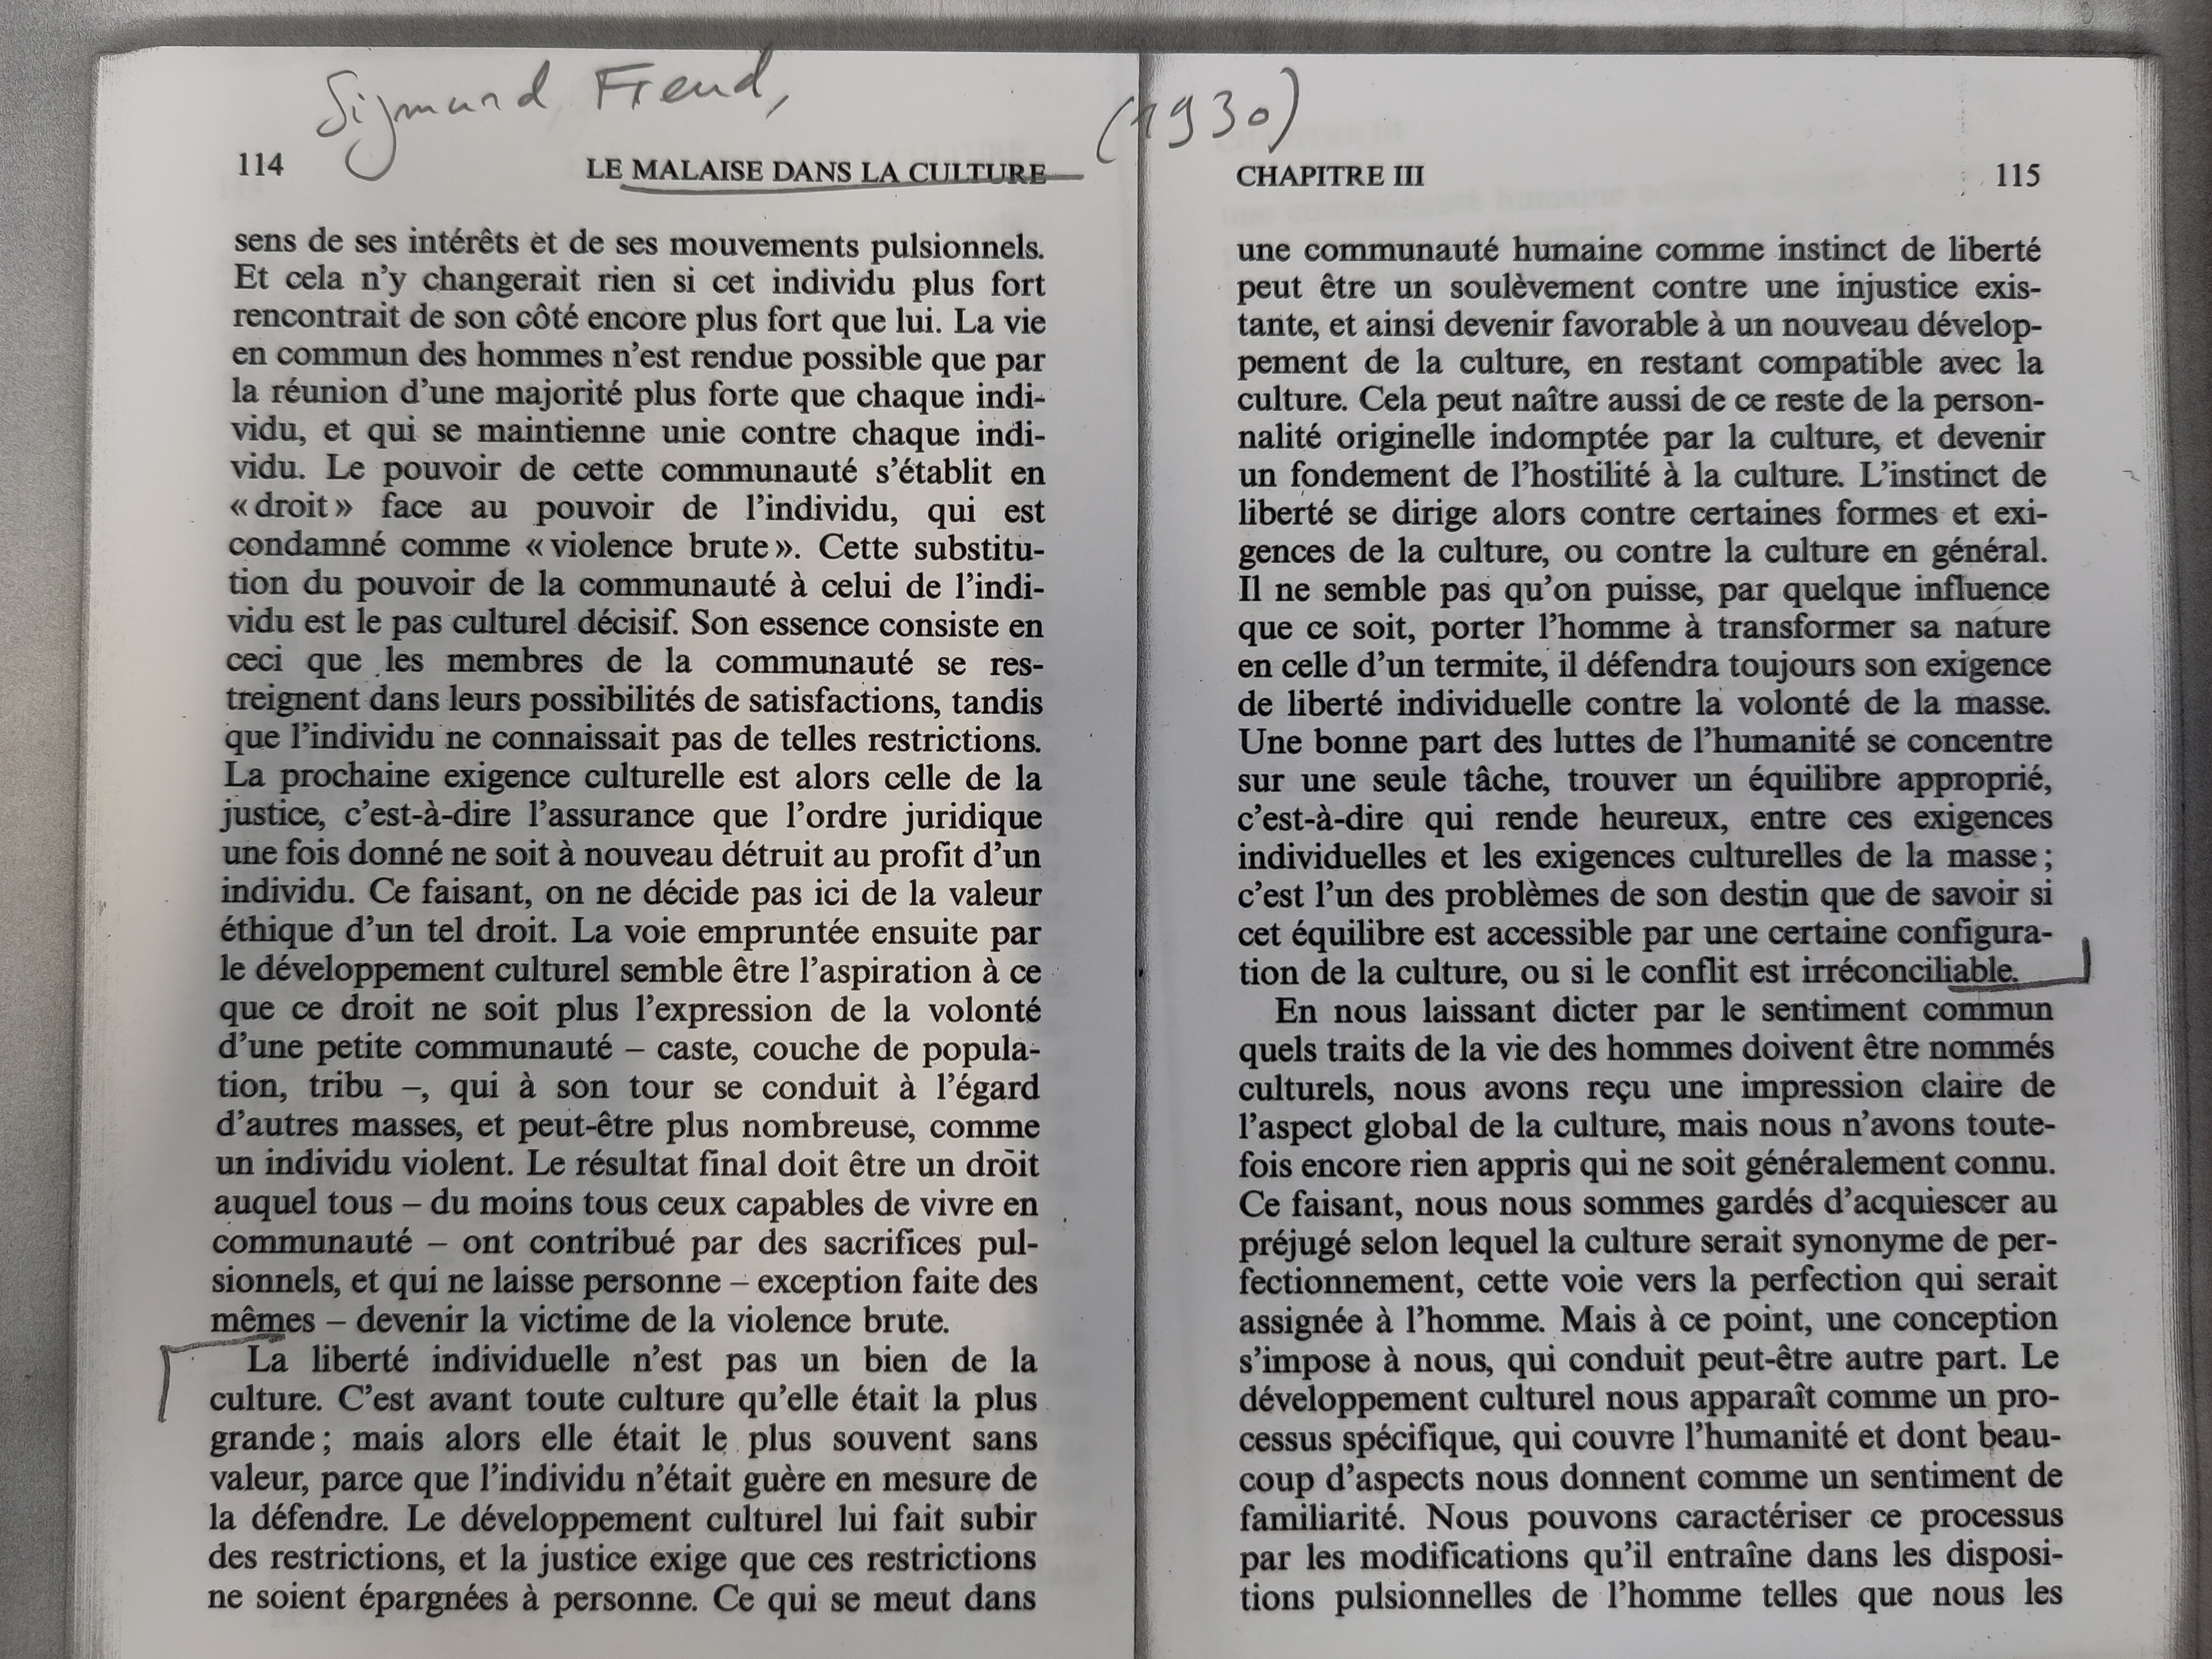 Sigmund Freud,
(1930)
114
LE MALAISE DANS LA CULTURE
sens de ses intérêts et de ses mouvements pulsionnels.
Et cela n'y changerait rien si cet individu plus fort
rencontrait de son côté encore plus fort que lui. La vie
en commun des hommes n'est rendue possible que par
la réunion d'une majorité plus forte que chaque indi-
vidu, et qui se maintienne unie contre chaque indi-
vidu. Le pouvoir de cette communauté s'établit en
« droit » face au pouvoir de l'individu, qui est
condamné comme « violence brute ». Cette substitu-
tion du pouvoir de la communauté à celui de l'indi-
vidu est le pas culturel décisif. Son essence consiste en
ceci que les membres de la communauté se res-
treignent dans leurs possibilités de satisfactions, tandis
que l'individu ne connaissait pas de telles restrictions.
La prochaine exigence culturelle est alors celle de la
justice, c'est-à-dire l'assurance que l'ordre juridique
une fois donné ne soit à nouveau détruit au profit d'un
individu. Ce faisant, on ne décide pas ici de la valeur
éthique d'un tel droit. La voie empruntée ensuite par
le développement culturel semble être l'aspiration à ce
que ce droit ne soit plus l'expression de la volonté
d'une petite communauté – caste, couche de popula-
tion, tribu –, qui à son tour se conduit à l'égard
d'autres masses, et peut-être plus nombreuse, comme
un individu violent. Le résultat final doit être un droit
auquel tous – du moins tous ceux capables de vivre en
communauté – ont contribué par des sacrifices pul-
sionnels, et qui ne laisse personne – exception faite des
mêmes – devenir la victime de la violence brute.
La liberté individuelle n'est pas un bien de la
culture. C'est avant toute culture qu'elle était la plus
grande ; mais alors elle était le plus souvent sans
valeur, parce que l'individu n'était guère en mesure de
la défendre. Le développement culturel lui fait subir
des restrictions, et la justice exige que ces restrictions
ne soient épargnées à personne. Ce qui se meut dans
CHAPITRE III
115
une communauté humaine comme instinct de liberté
peut être un soulèvement contre une injustice exis-
tante, et ainsi devenir favorable à un nouveau dévelop-
pement de la culture, en restant compatible avec la
culture. Cela peut naître aussi de ce reste de la person-
nalité originelle indomptée par la culture, et devenir
un fondement de l'hostilité à la culture. L'instinct de
liberté se dirige alors contre certaines formes et exi-
gences de la culture, ou contre la culture en général.
Il ne semble pas qu'on puisse, par quelque influence
que ce soit, porter l'homme à transformer sa nature
en celle d'un termite, il défendra toujours son exigence
de liberté individuelle contre la volonté de la masse.
Une bonne part des luttes de l'humanité se concentre
sur une seule tâche, trouver un équilibre approprié,
c'est-à-dire qui rende heureux, entre ces exigences
individuelles et les exigences culturelles de la masse ;
c'est l'un des problèmes de son destin que de savoir si
cet équilibre est accessible par une certaine configura-
tion de la culture, ou si le conflit est irréconciliable.
En nous laissant dicter par le sentiment commun
quels traits de la vie des hommes doivent être nommés
culturels, nous avons reçu une impression claire de
l'aspect global de la culture, mais nous n'avons toute-
fois encore rien appris qui ne soit généralement connu.
Ce faisant, nous nous sommes gardés d'acquiescer au
préjugé selon lequel la culture serait synonyme de per-
fectionnement, cette voie vers la perfection qui serait
assignée à l'homme. Mais à ce point, une conception
s'impose à nous, qui conduit peut-être autre part. Le
développement culturel nous apparaît comme un pro-
cessus spécifique, qui couvre l'humanité et dont beau-
coup d'aspects nous donnent comme un sentiment de
familiarité. Nous pouvons caractériser ce processus
par les modifications qu'il entraîne dans les disposi-
tions pulsionnelles de l'homme telles que nous les